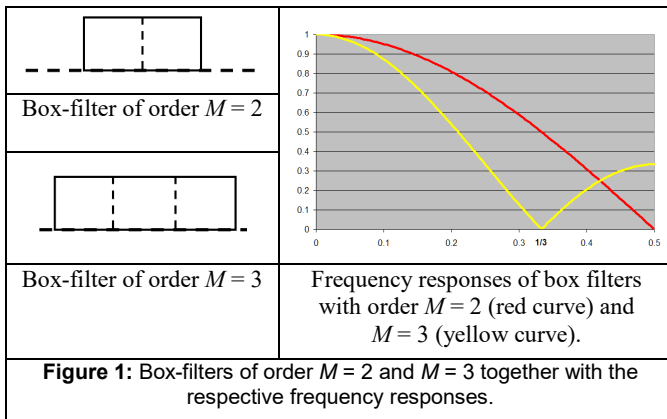 Box-filter of order M = 2
Box-filter of order M = 3
1
0.9
0.8
0.7
0.6
0.5
0.4
0.3
0.2
0.1
0
0 0.1 0.2 0.3 1/3 0.4 0.5
Frequency responses of box filters
with order M = 2 (red curve) and
M = 3 (yellow curve).
Figure 1: Box-filters of order M = 2 and M = 3 together with the
respective frequency responses.